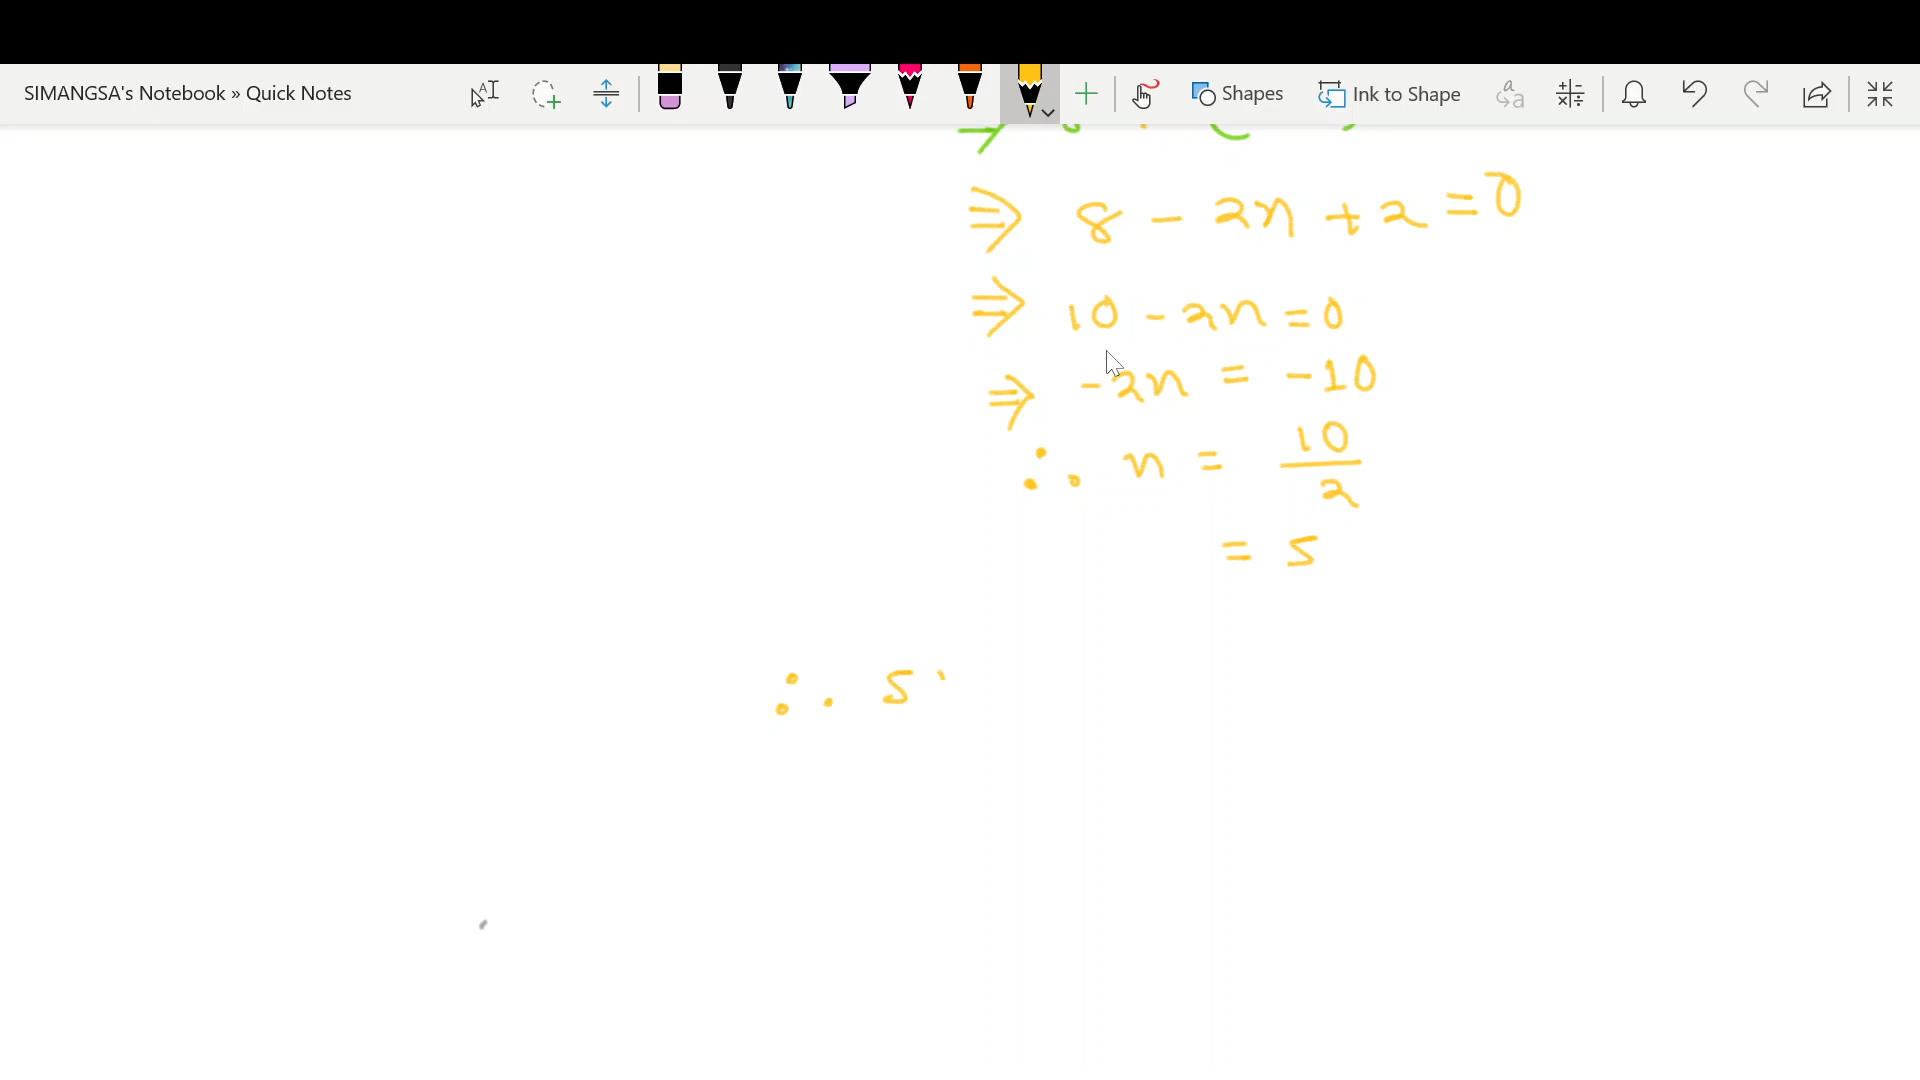 SIMANGSA's Notebook » Quick Notes
Shapes
Ink to Shape
⇒ 8 - 2n + 2 = 0
⇒ 10 - 2n = 0
⇒ -2n = -10
∴ n = 10/2
= 5
∴ 5